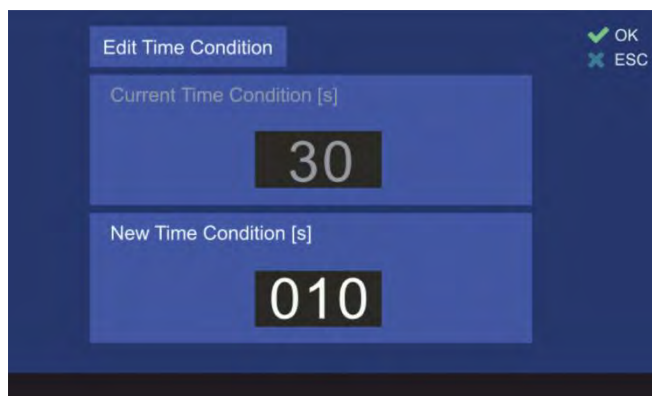 Edit Time Condition
OK
ESC
Current Time Condition [s]
30
New Time Condition [s]
010